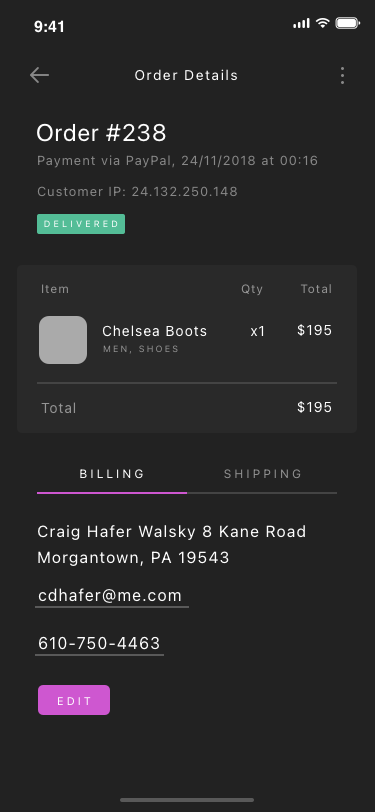 9:41
Order Details
Order #238
Payment via PayPal, 24/11/2018 at 00:16
Customer IP: 24.132.250.148
DELIVERED
Item Qty Total
Chelsea Boots x1 $195
MEN, SHOES
Total $195
BILLING SHIPPING
Craig Hafer Walsky 8 Kane Road
Morgantown, PA 19543
cdhafer@me.com
610-750-4463
EDIT